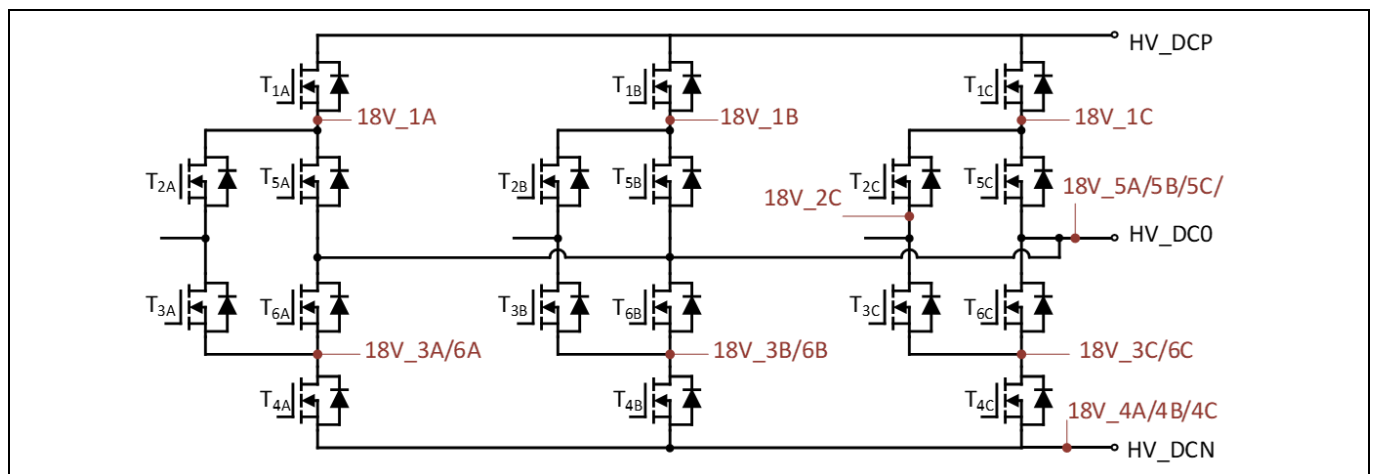 HV_DCP
T1A
T1B
T1C
18V_1A
18V_1B
18V_1C
T2A
T5A
T2B
T5B
T2C
T5C
18V_2C
18V_5A/5B/5C/
HV_DC0
T3A
T6A
T3B
T6B
T3C
T6C
18V_3A/6A
18V_3B/6B
18V_3C/6C
T4A
T4B
T4C
18V_4A/4B/4C
HV_DCN